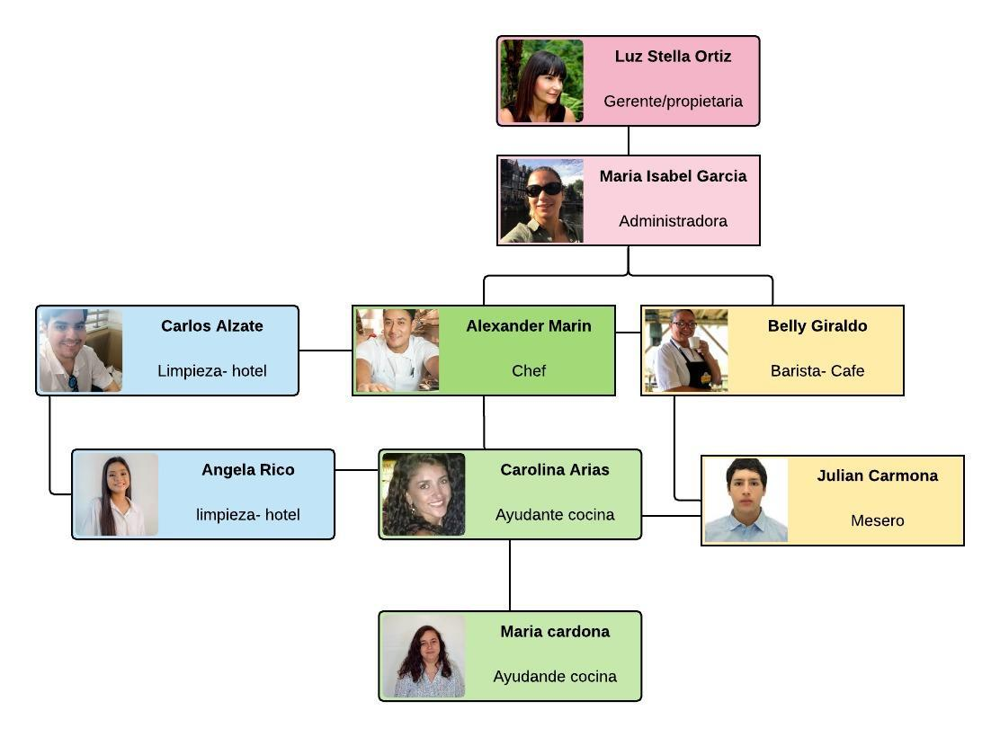 Luz Stella Ortiz
Gerente/propietaria
Maria Isabel Garcia
Administradora
Carlos Alzate
Limpieza- hotel
Alexander Marin
Chef
Belly Giraldo
Barista- Cafe
Angela Rico
limpieza- hotel
Carolina Arias
Ayudante cocina
Julian Carmona
Mesero
Maria cardona
Ayudande cocina